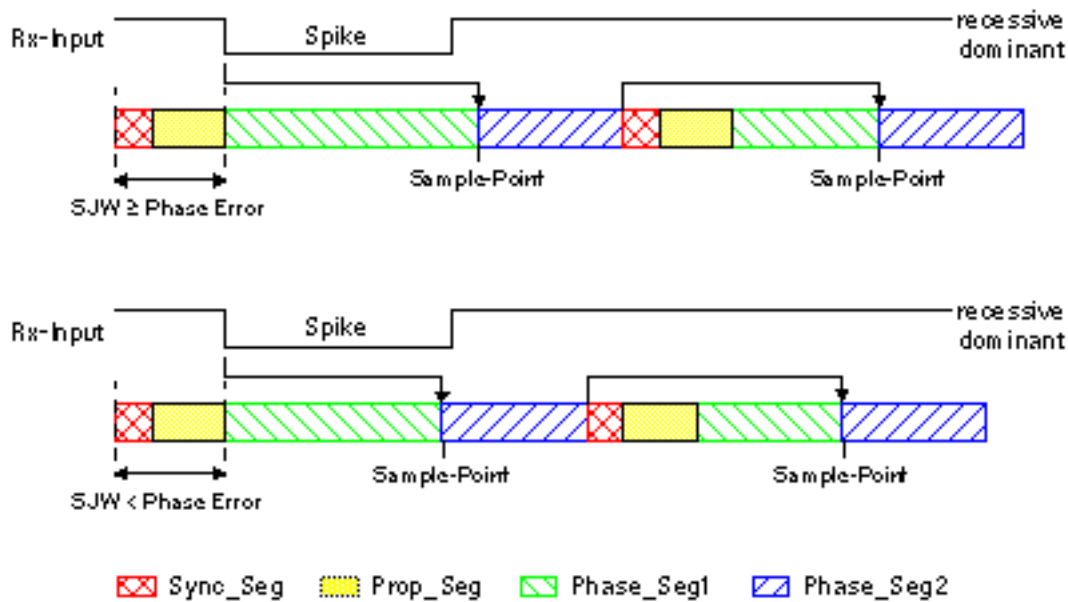 Rx-Input
Spike
recessive
dominant
Sample-Point
Sample-Point
SJW ≥ Phase Error
Rx-Input
Spike
recessive
dominant
Sample-Point
Sample-Point
SJW < Phase Error
Sync_Seg Prop_Seg Phase_Seg1 Phase_Seg2